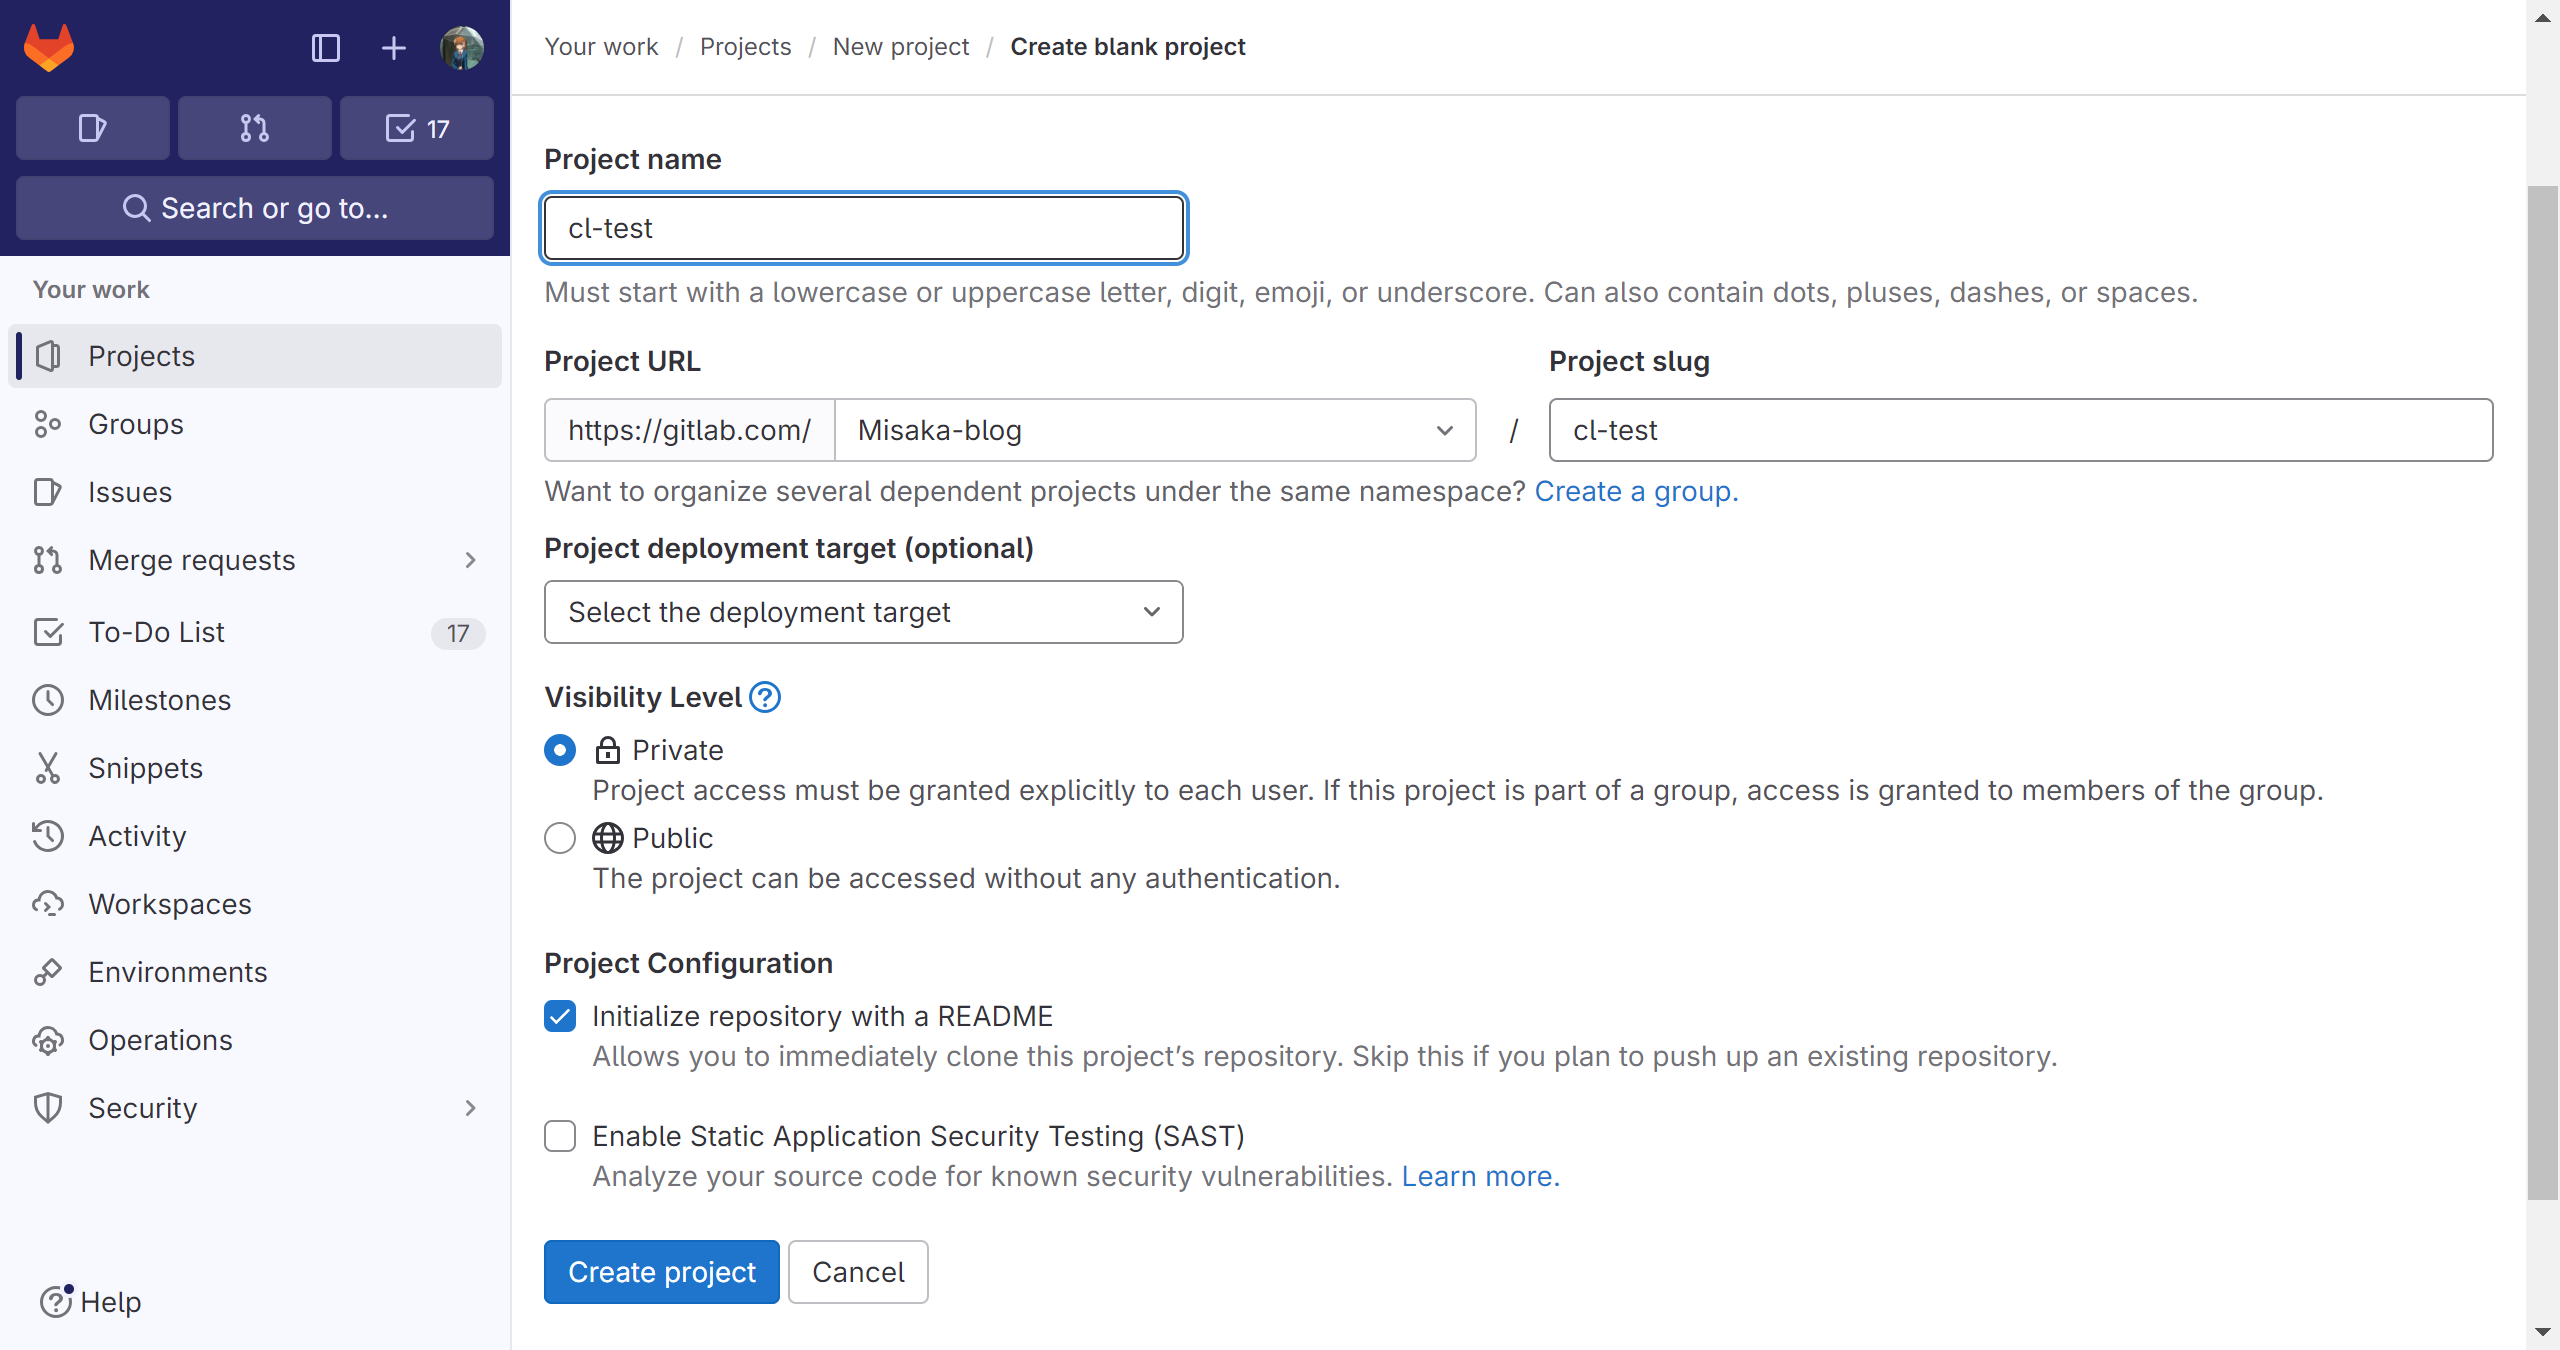 17
Search or go to...
Your work
Projects
Groups
Issues
Merge requests
To-Do List 17
Milestones
Snippets
Activity
Workspaces
Environments
Operations
Security
Help
Your work / Projects / New project / Create blank project
Project name
cl-test
Must start with a lowercase or uppercase letter, digit, emoji, or underscore. Can also contain dots, pluses, dashes, or spaces.
Project URL Project slug
https://gitlab.com/ Misaka-blog / cl-test
Want to organize several dependent projects under the same namespace? Create a group.
Project deployment target (optional)
Select the deployment target
Visibility Level ?
Private
Project access must be granted explicitly to each user. If this project is part of a group, access is granted to members of the group.
Public
The project can be accessed without any authentication.
Project Configuration
Initialize repository with a README
Allows you to immediately clone this project’s repository. Skip this if you plan to push up an existing repository.
Enable Static Application Security Testing (SAST)
Analyze your source code for known security vulnerabilities. Learn more.
Create project Cancel